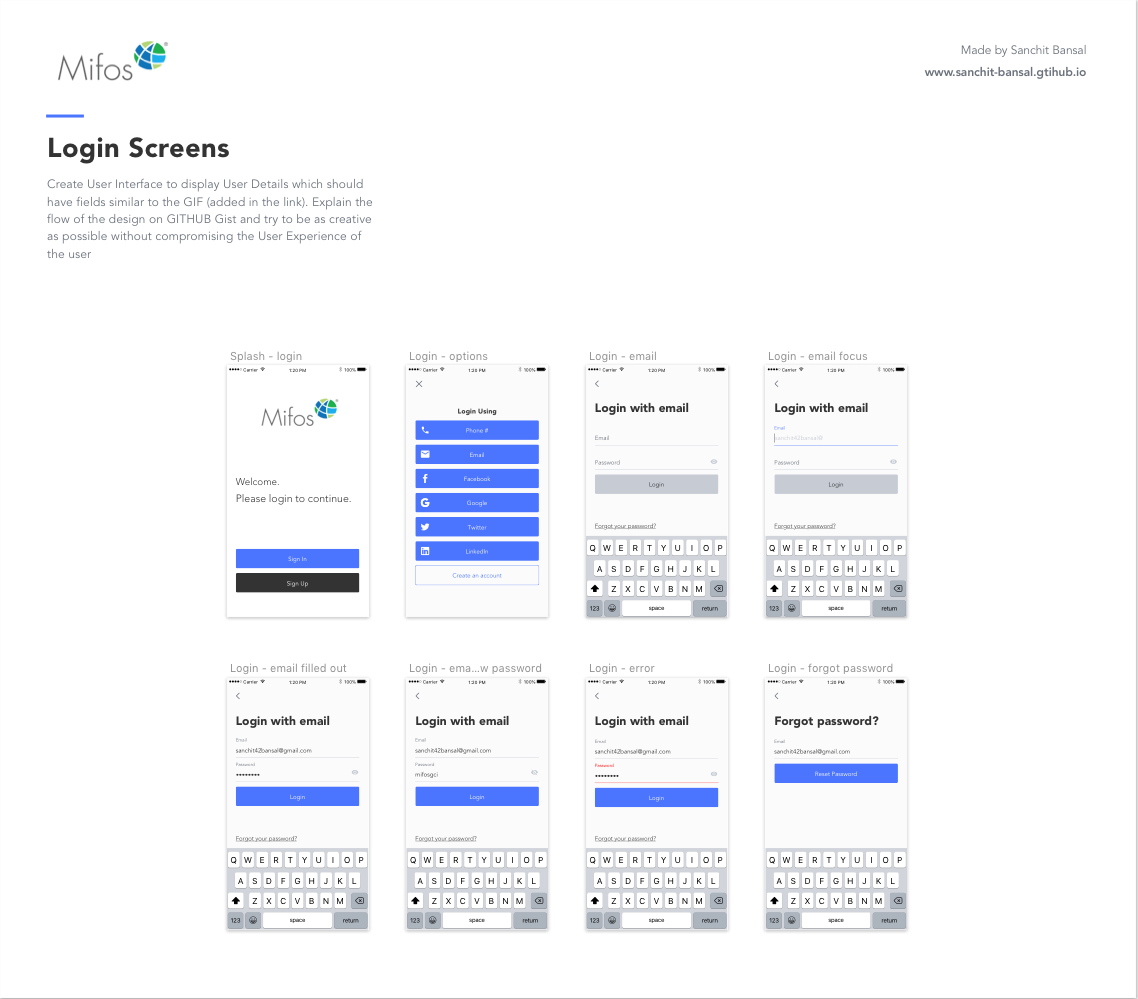 Mifos
Made by Sanchit Bansal
www.sanchit-bansal.gtihub.io
Login Screens
Create User Interface to display User Details which should
have fields similar to the GIF (added in the link). Explain the
flow of the design on GITHUB Gist and try to be as creative
as possible without compromising the User Experience of
the user
Splash - login
Carrier 1:20 PM 100%
Mifos
Welcome.
Please login to continue.
Sign In
Sign Up
Login - options
Carrier 1:20 PM 100%
Login Using
Phone #
Email
Facebook
Google
Twitter
LinkedIn
Create an account
Login - email
Carrier 1:20 PM 100%
Login with email
Email
Password
Login
Forgot your password?
Q W E R T Y U I O P
A S D F G H J K L
Z X C V B N M
123 space return
Login - email focus
Carrier 1:20 PM 100%
Login with email
Email
sanchit42bansal@
Password
Login
Forgot your password?
Q W E R T Y U I O P
A S D F G H J K L
Z X C V B N M
123 space return
Login - email filled out
Carrier 1:20 PM 100%
Login with email
Email
sanchit42bansal@gmail.com
Password
••••••••
Login
Forgot your password?
Q W E R T Y U I O P
A S D F G H J K L
Z X C V B N M
123 space return
Login - ema...w password
Carrier 1:20 PM 100%
Login with email
Email
sanchit42bansal@gmail.com
Password
mifosgci
Login
Forgot your password?
Q W E R T Y U I O P
A S D F G H J K L
Z X C V B N M
123 space return
Login - error
Carrier 1:20 PM 100%
Login with email
Email
sanchit42bansal@gmail.com
Password
••••••••
Login
Forgot your password?
Q W E R T Y U I O P
A S D F G H J K L
Z X C V B N M
123 space return
Login - forgot password
Carrier 1:20 PM 100%
Forgot password?
Email
sanchit42bansal@gmail.com
Reset Password
Q W E R T Y U I O P
A S D F G H J K L
Z X C V B N M
123 space return